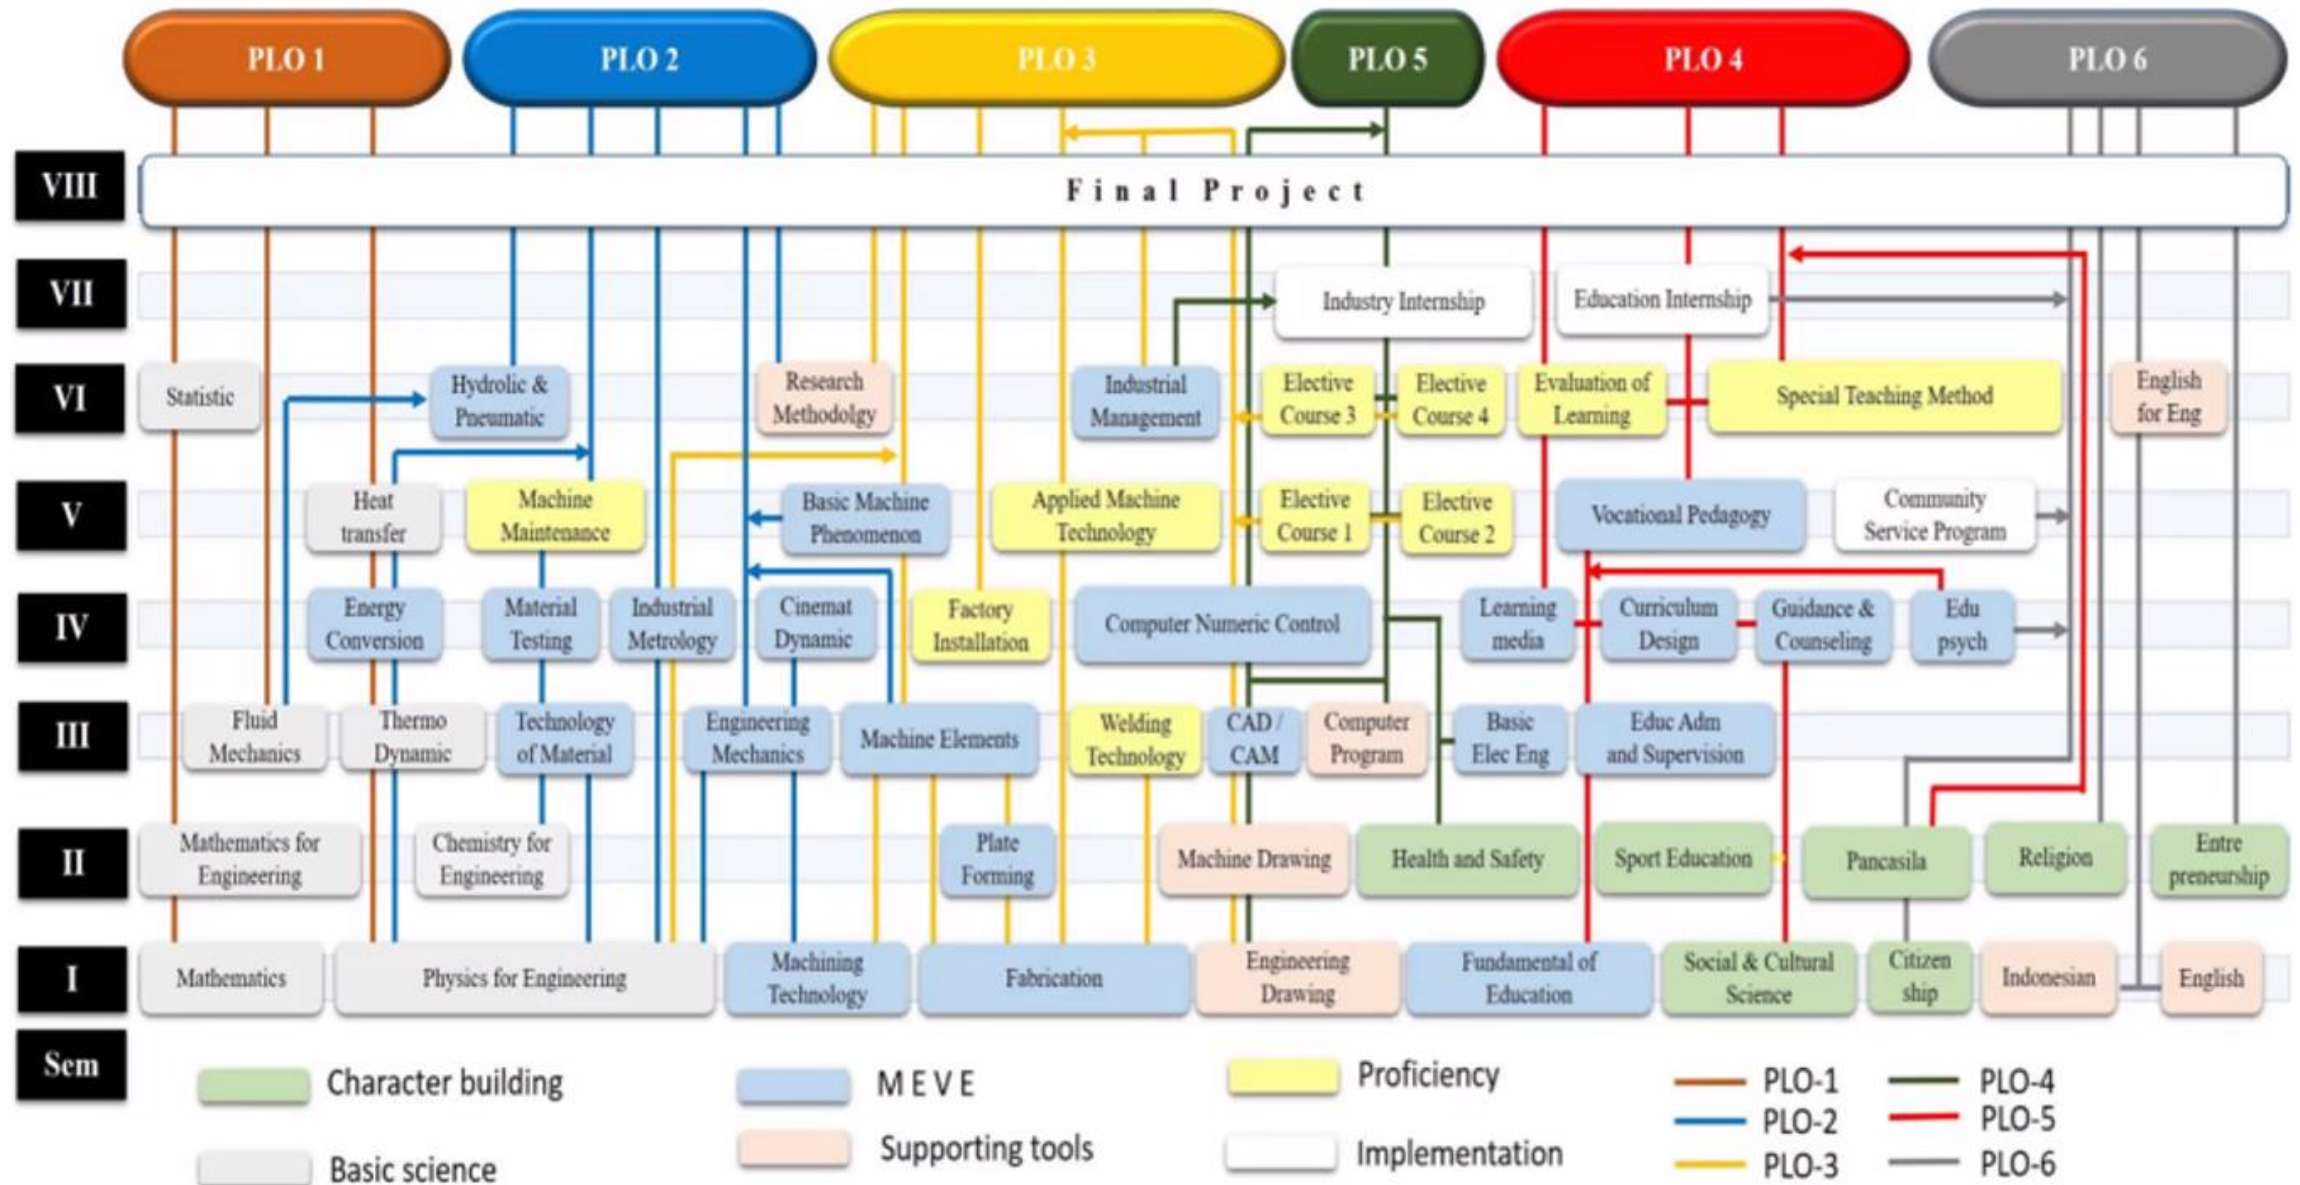 PLO 1
PLO 2
PLO 3
PLO 5
PLO 4
PLO 6
VIII
Final Project
VII
Industry Internship
Education Internship
VI
Statistic
Hydrolic &
Pneumatic
Research
Methodolgy
Industrial
Management
Elective
Course 3
Elective
Course 4
Evaluation of
Learning
Special Teaching Method
English
for Eng
V
Heat
transfer
Machine
Maintenance
Basic Machine
Phenomenon
Applied Machine
Technology
Elective
Course 1
Elective
Course 2
Vocational Pedagogy
Community
Service Program
IV
Energy
Conversion
Material
Testing
Industrial
Metrology
Cinemat
Dynamic
Factory
Installation
Computer Numeric Control
Learning
media
Curriculum
Design
Guidance &
Counseling
Edu
psych
III
Fluid
Mechanics
Thermo
Dynamic
Technology
of Material
Engineering
Mechanics
Machine Elements
Welding
Technology
CAD /
CAM
Computer
Program
Basic
Elec Eng
Educ Adm
and Supervision
II
Mathematics for
Engineering
Chemistry for
Engineering
Plate
Forming
Machine Drawing
Health and Safety
Sport Education
Pancasila
Religion
Entre
preneurship
I
Mathematics
Physics for Engineering
Machining
Technology
Fabrication
Engineering
Drawing
Fundamental of
Education
Social & Cultural
Science
Citizen
ship
Indonesian
English
Sem
Character building
M E V E
Proficiency
PLO-1
PLO-4
PLO-2
PLO-5
Basic science
Supporting tools
Implementation
PLO-3
PLO-6